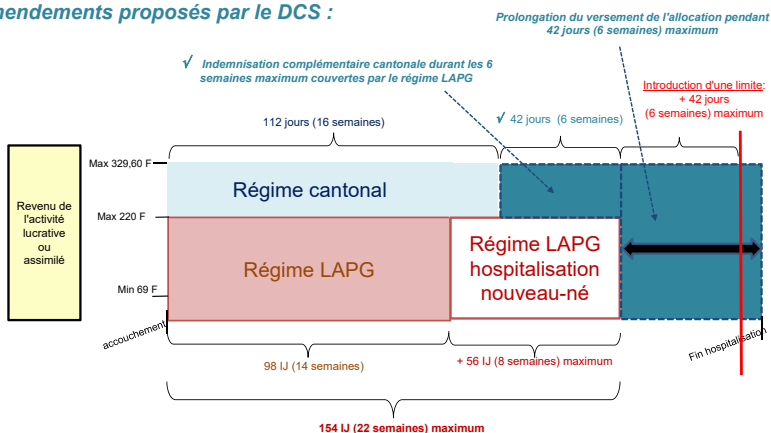 nendements proposés par le DCS :
Prolongation du versement de l'allocation pendant
42 jours (6 semaines) maximum
√ Indemnisation complémentaire cantonale durant les 6
semaines maximum couvertes par le régime LAPG
Introduction d'une limite:
+ 42 jours
(6 semaines) maximum
112 jours (16 semaines)
√ 42 jours (6 semaines)
Max 329,60 F
Régime cantonal
Revenu de
l'activité
lucrative
ou
assimilé
Max 220 F
Régime LAPG
Régime LAPG
hospitalisation
nouveau-né
Min 69 F
accouchement
Fin hospitalisation
98 IJ (14 semaines)
+ 56 IJ (8 semaines) maximum
154 IJ (22 semaines) maximum